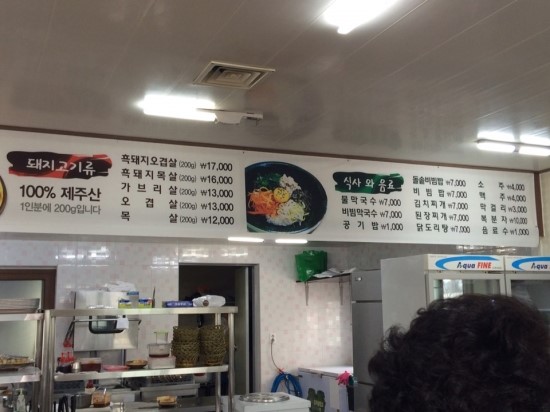 돼지고기류
100% 제주산
1인분에 200g입니다
흑돼지오겹살 (200g) ₩17,000
흑돼지목살 (200g) ₩16,000
가브리살 (200g) ₩13,000
오겹살 (200g) ₩13,000
목살 (200g) ₩12,000
식사 와 음료
물막국수 ₩7,000
비빔막국수 ₩7,000
공기밥 ₩1,000
돌솥비빔밥 ₩7,000
비빔밥 ₩7,000
김치찌개 ₩7,000
된장찌개 ₩7,000
닭도리탕 ₩7,000
소주 ₩4,000
맥주 ₩4,000
막걸리 ₩3,000
복분자 ₩10,000
음료수 ₩1,000
Aqua FINE
Aqua FINE